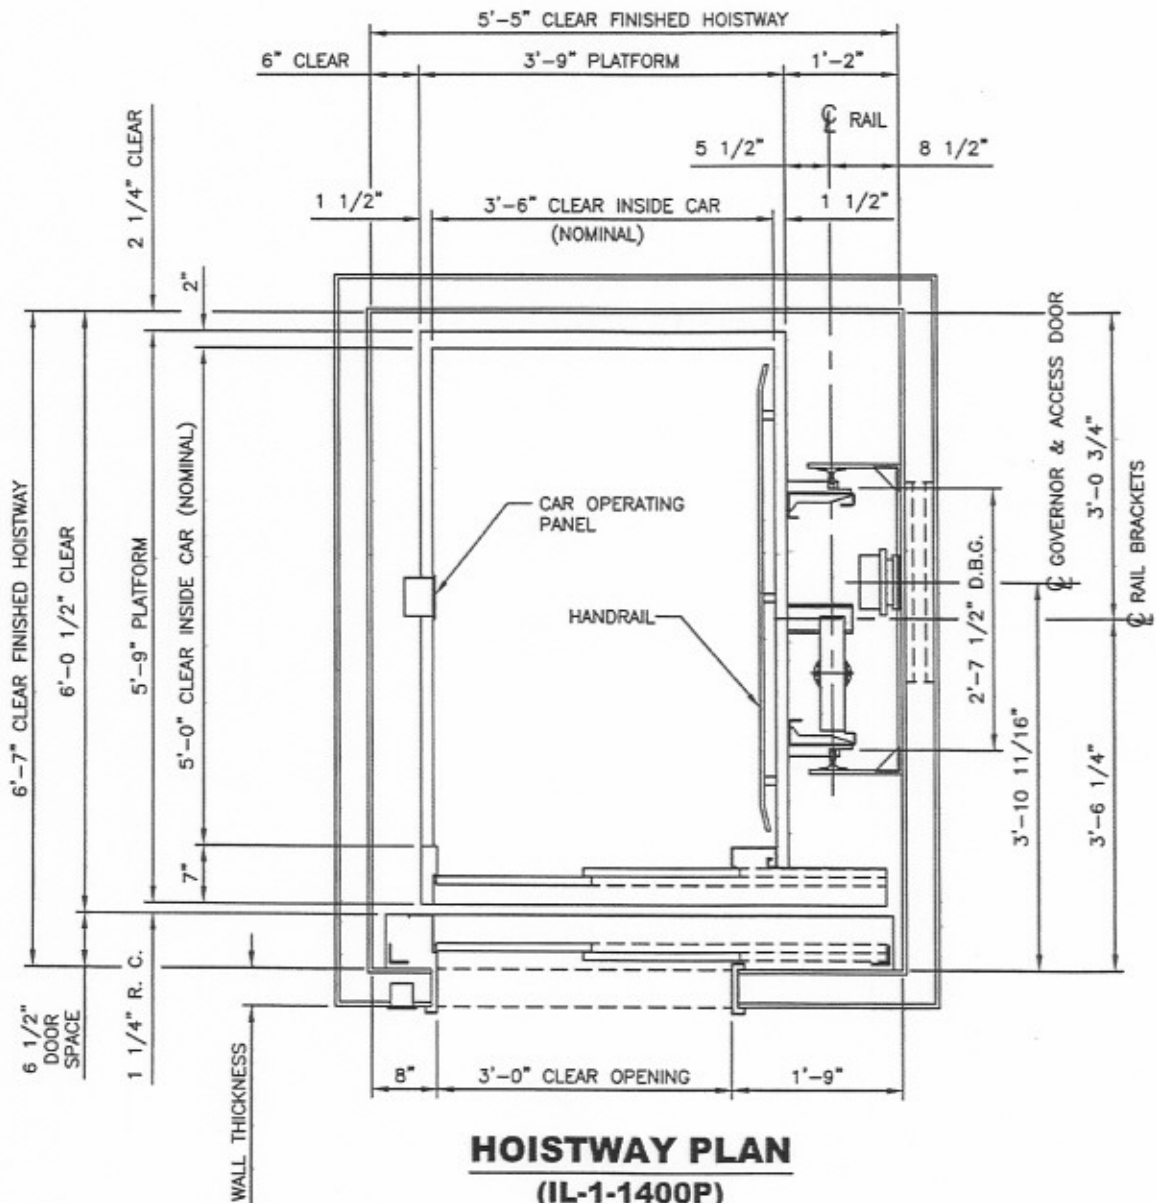 5'-5" CLEAR FINISHED HOISTWAY
6" CLEAR
3'-9" PLATFORM
1'-2"
℄ RAIL
5 1/2"
8 1/2"
1 1/2"
3'-6" CLEAR INSIDE CAR
(NOMINAL)
1 1/2"
2 1/4" CLEAR
2"
6'-7" CLEAR FINISHED HOISTWAY
6'-0 1/2" CLEAR
5'-9" PLATFORM
5'-0" CLEAR INSIDE CAR (NOMINAL)
7"
CAR OPERATING
PANEL
HANDRAIL
2'-7 1/2" D.B.G.
℄ GOVERNOR & ACCESS DOOR
3'-10 11/16"
3'-0 3/4"
3'-6 1/4"
℄ RAIL BRACKETS
6 1/2"
DOOR
SPACE
1 1/4" R. C.
WALL THICKNESS
8"
3'-0" CLEAR OPENING
1'-9"
HOISTWAY PLAN
(IL-1-1400P)